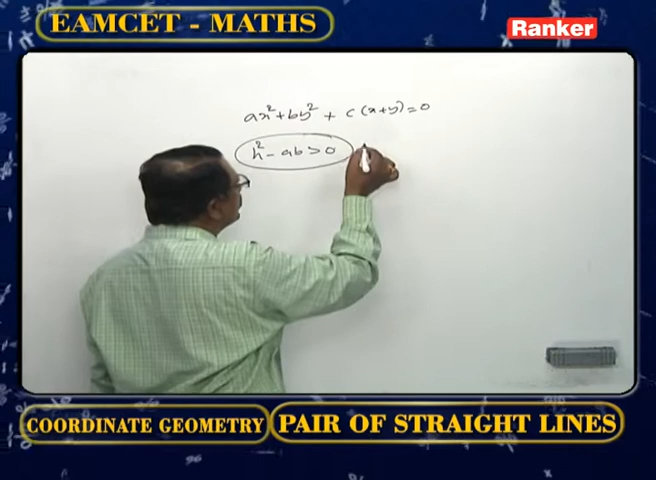 EAMCET - MATHS
Ranker
ax² + by² + c(x+y) = 0
h² - ab > 0
COORDINATE GEOMETRY
PAIR OF STRAIGHT LINES